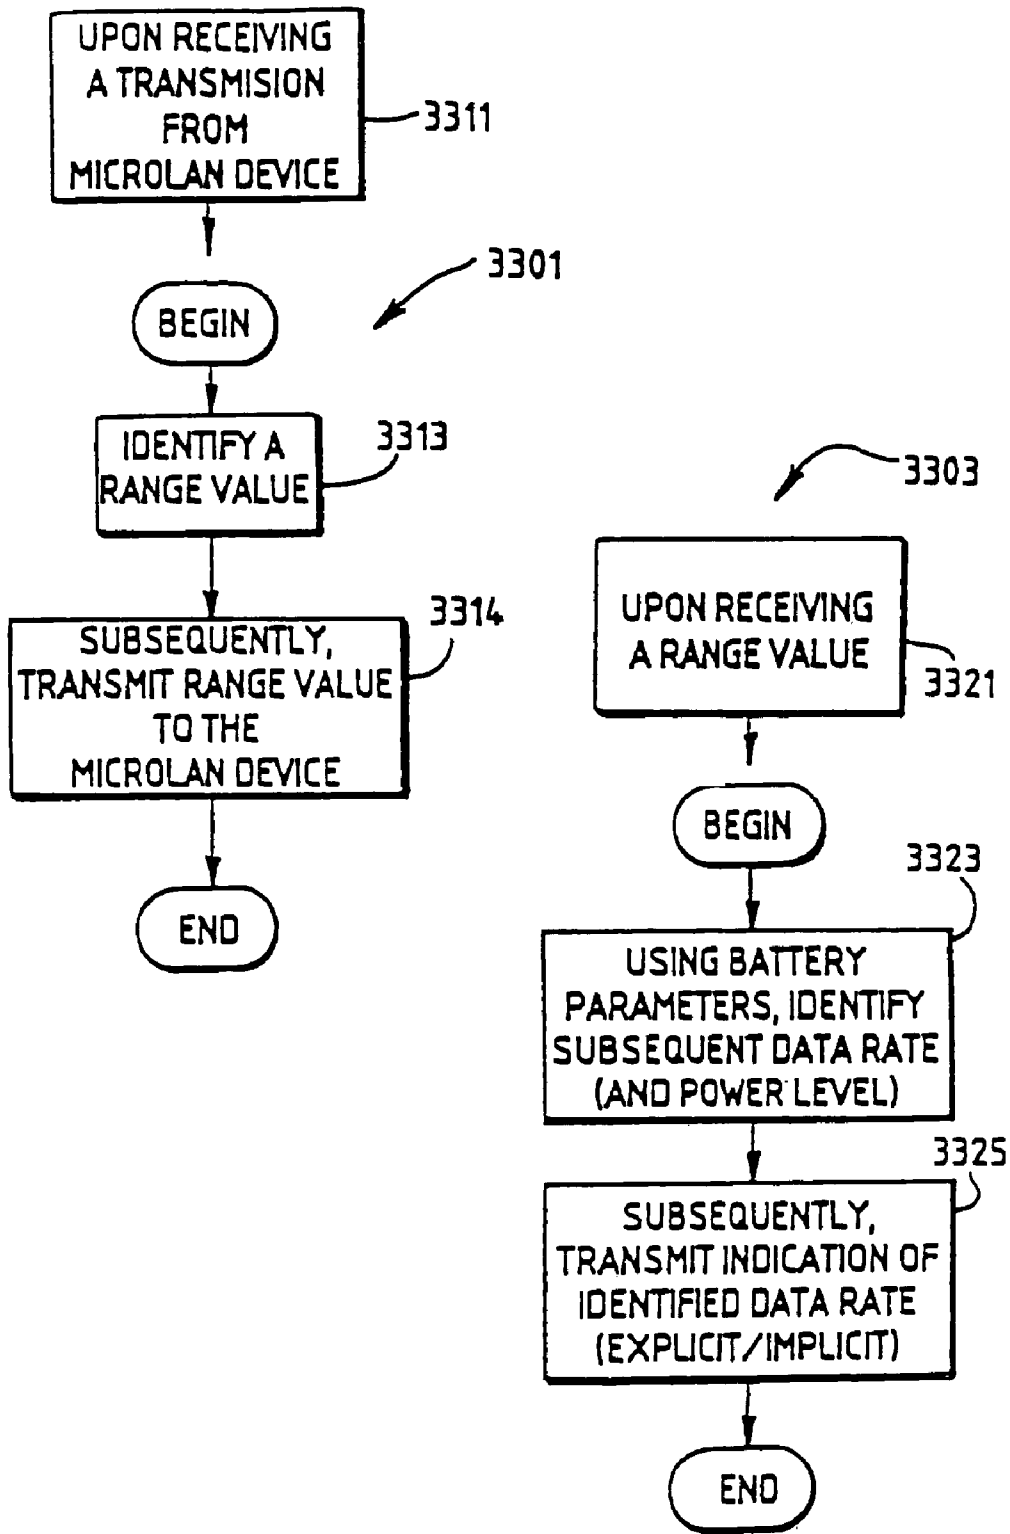 UPON RECEIVING
A TRANSMISION
FROM
MICROLAN DEVICE
3311
3301
BEGIN
3313
IDENTIFY A
RANGE VALUE
3314
SUBSEQUENTLY,
TRANSMIT RANGE VALUE
TO THE
MICROLAN DEVICE
END
3303
UPON RECEIVING
A RANGE VALUE
3321
BEGIN
3323
USING BATTERY
PARAMETERS, IDENTIFY
SUBSEQUENT DATA RATE
(AND POWER LEVEL)
3325
SUBSEQUENTLY,
TRANSMIT INDICATION OF
IDENTIFIED DATA RATE
(EXPLICIT/IMPLICIT)
END